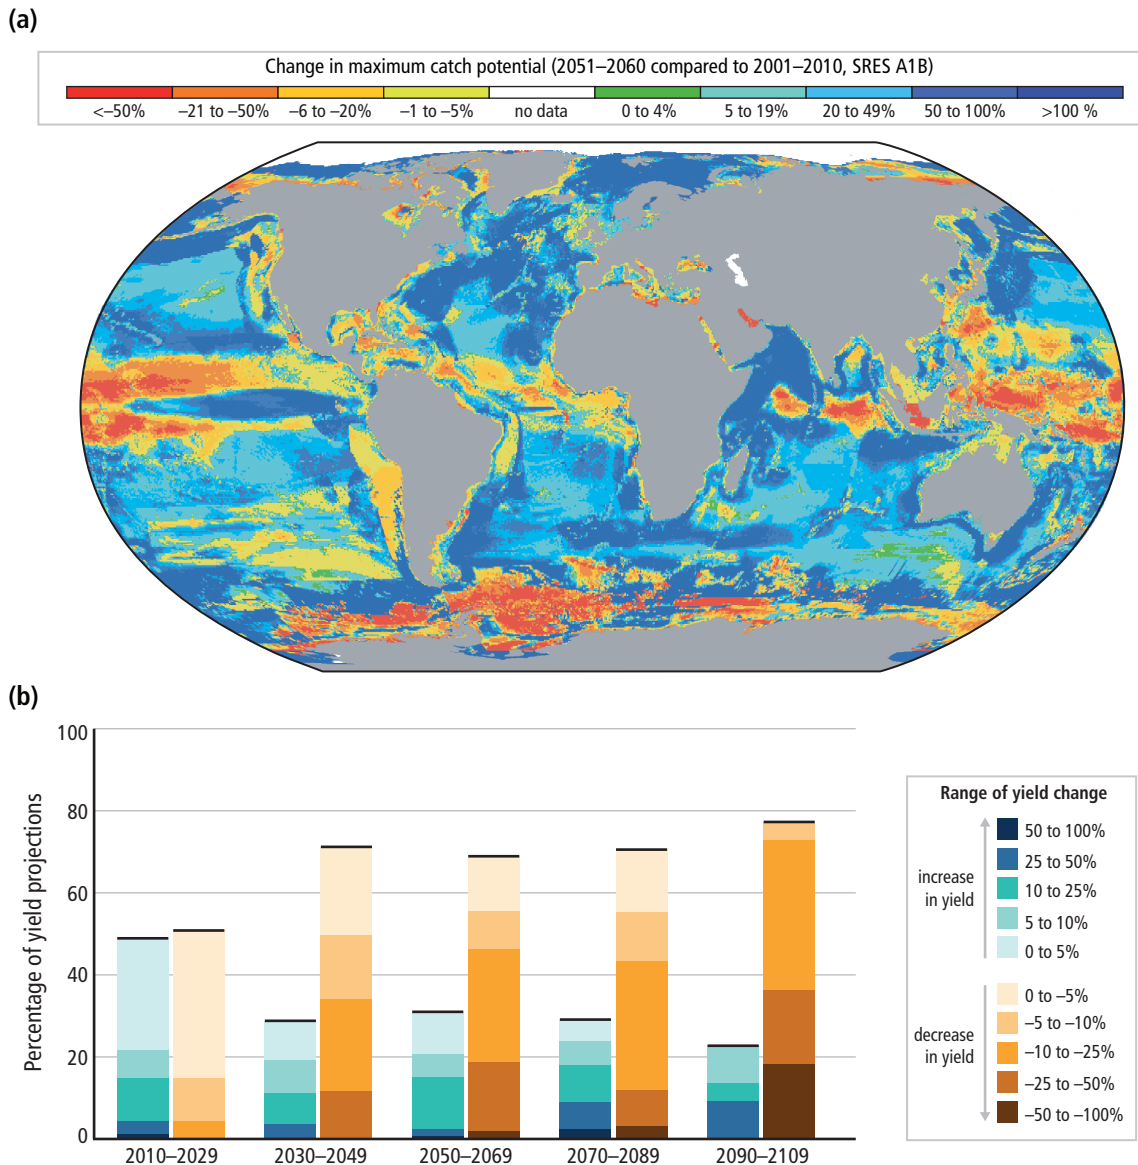 (a)
Change in maximum catch potential (2051–2060 compared to 2001–2010, SRES A1B)
<–50% –21 to –50% –6 to –20% –1 to –5% no data 0 to 4% 5 to 19% 20 to 49% 50 to 100% >100 %
(b)
Percentage of yield projections
100
80
60
40
20
0
2010–2029 2030–2049 2050–2069 2070–2089 2090–2109
Range of yield change
increase in yield
50 to 100%
25 to 50%
10 to 25%
5 to 10%
0 to 5%
decrease in yield
0 to –5%
–5 to –10%
–10 to –25%
–25 to –50%
–50 to –100%